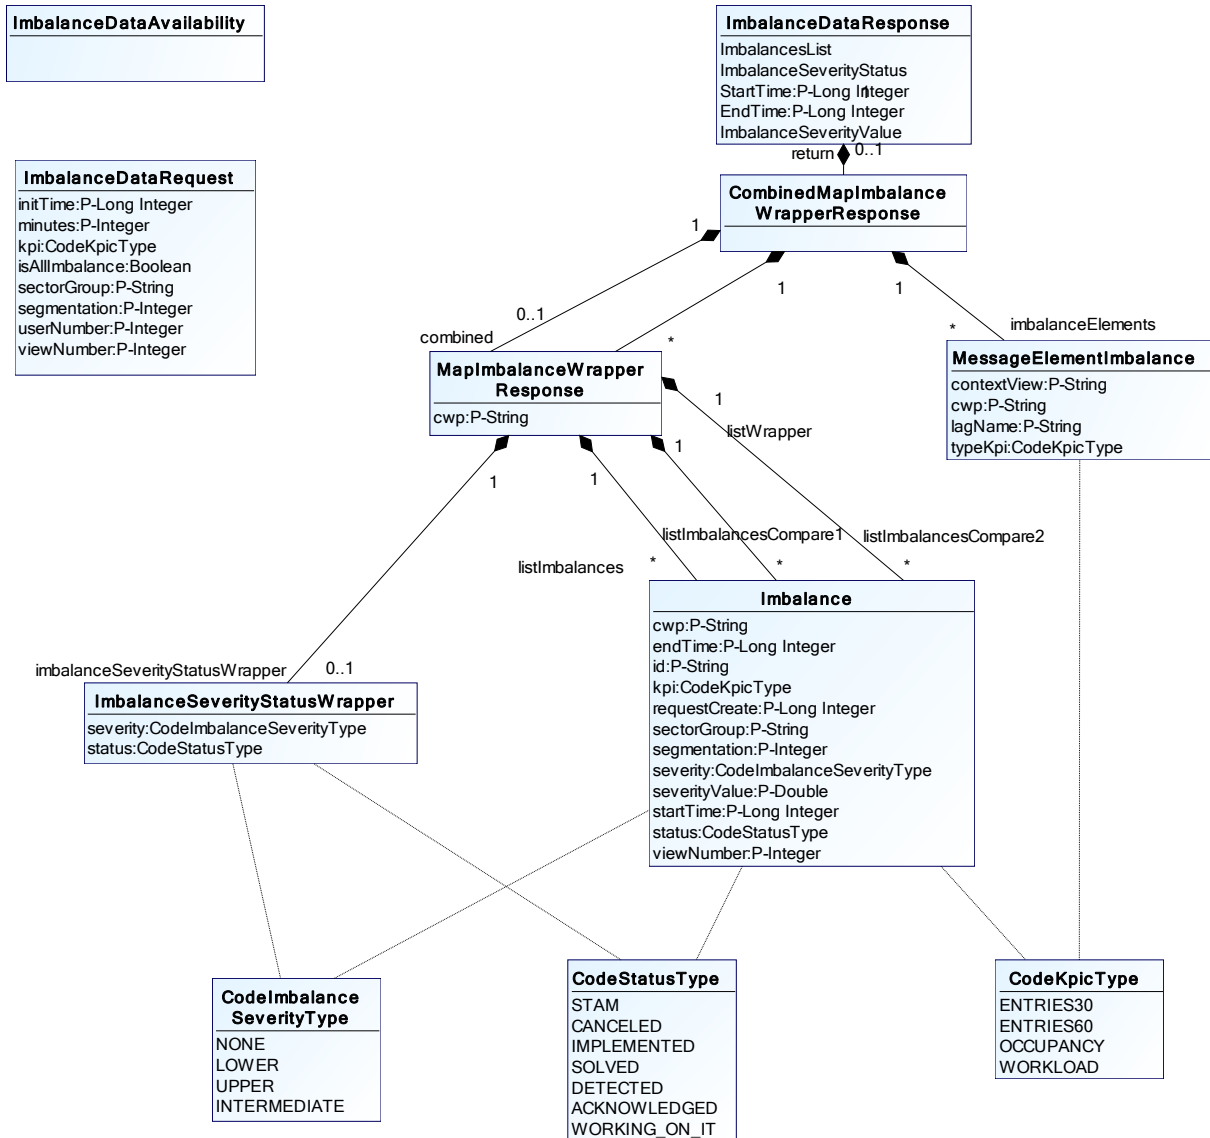 ImbalanceDataAvailability
ImbalanceDataResponse
ImbalancesList
ImbalanceSeverityStatus
StartTime:P-Long Integer
1
EndTime:P-Long Integer
ImbalanceSeverityValue
return
0..1
ImbalanceDataRequest
initTime:P-Long Integer
minutes:P-Integer
kpi:CodeKpicType
isAllImbalance:Boolean
sectorGroup:P-String
segmentation:P-Integer
userNumber:P-Integer
viewNumber:P-Integer
CombinedMapImbalance
WrapperResponse
1
1
1
0..1
combined
*
*
imbalanceElements
MapImbalanceWrapper
Response
cwp:P-String
MessageElementImbalance
contextView:P-String
cwp:P-String
lagName:P-String
typeKpi:CodeKpicType
1
listWrapper
1
1
1
listImbalancesCompare1
listImbalancesCompare2
listImbalances
*
*
*
Imbalance
cwp:P-String
endTime:P-Long Integer
id:P-String
kpi:CodeKpicType
requestCreate:P-Long Integer
sectorGroup:P-String
segmentation:P-Integer
severity:CodeImbalanceSeverityType
severityValue:P-Double
startTime:P-Long Integer
status:CodeStatusType
viewNumber:P-Integer
imbalanceSeverityStatusWrapper
0..1
ImbalanceSeverityStatusWrapper
severity:CodeImbalanceSeverityType
status:CodeStatusType
CodeImbalance
SeverityType
NONE
LOWER
UPPER
INTERMEDIATE
CodeStatusType
STAM
CANCELED
IMPLEMENTED
SOLVED
DETECTED
ACKNOWLEDGED
WORKING_ON_IT
CodeKpicType
ENTRIES30
ENTRIES60
OCCUPANCY
WORKLOAD